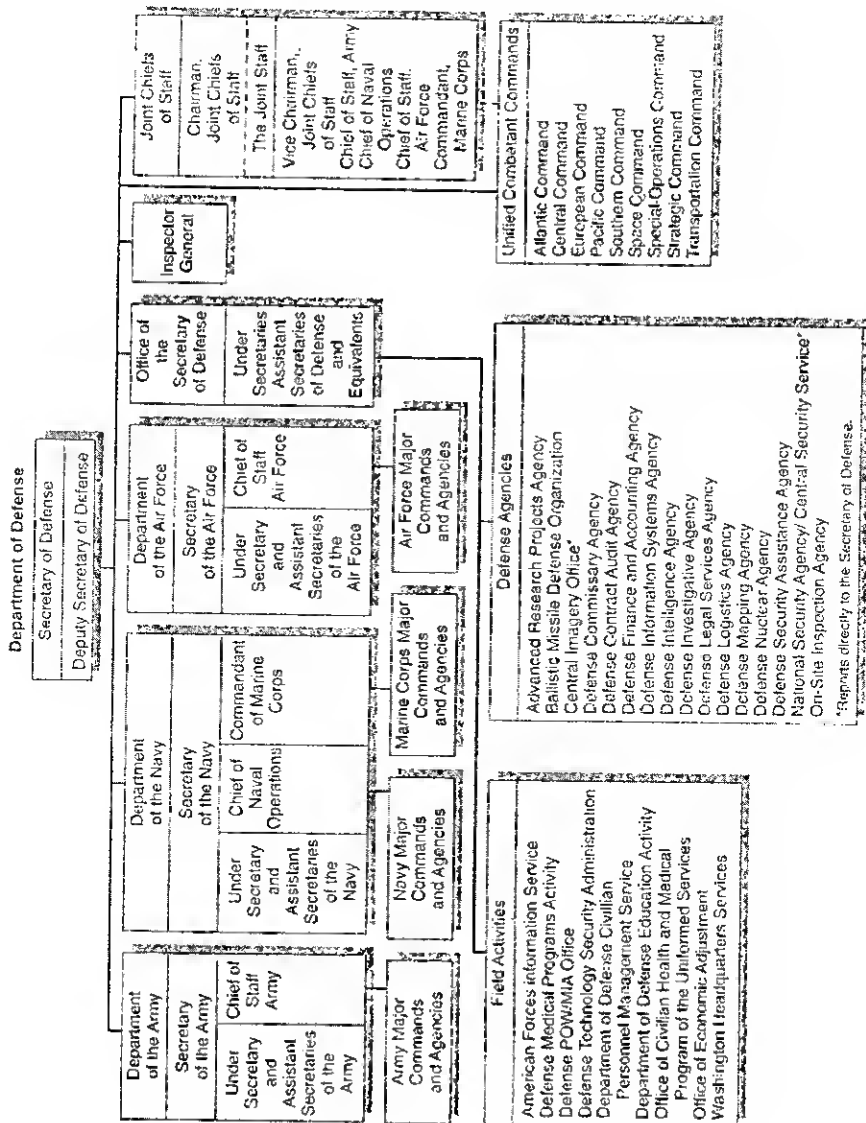 Department of Defense
Secretary of Defense
Deputy Secretary of Defense
Department
of the Army
Secretary
of the Army
Under
Secretary
and
Assistant
Secretaries
of the
Army
Chief of
Staff
Army
Army Major
Commands
and Agencies
Department
of the Navy
Secretary
of the Navy
Under
Secretary
and
Assistant
Secretaries
of the
Navy
Chief of
Naval
Operations
Commandant
of Marine
Corps
Navy Major
Commands
and Agencies
Marine Corps Major
Commands
and Agencies
Department
of the Air Force
Secretary
of the Air Force
Under
Secretary
and
Assistant
Secretaries
of the
Air Force
Chief of
Staff
Air Force
Air Force Major
Commands
and Agencies
Office of
the
Secretary
of Defense
Under
Secretaries
Assistant
Secretaries
of Defense
and
Equivalents
Inspector
General
Joint Chiefs
of Staff
Chairman,
Joint Chiefs
of Staff
The Joint Staff
Vice Chairman,
Joint Chiefs
of Staff
Chief of Staff, Army
Chief of Naval
Operations
Chief of Staff.
Air Force
Commandant,
Marine Corps
Field Activities
American Forces information Service
Defense Medical Programs Activity
Defense POW/MIA Office
Defense Technology Security Administration
Department of Defense Civilian
Personnel Management Service
Department of Defense Education Activity
Office of Civilian Health and Medical
Program of the Uniformed Services
Office of Economic Adjustment
Washington Headquarters Services
Defense Agencies
Advanced Research Projects Agency
Ballistic Missile Defense Organization
Central Imagery Office*
Defense Commissary Agency
Defense Contract Audit Agency
Defense Finance and Accounting Agency
Defense Information Systems Agency
Defense Intelligence Agency
Defense Investigative Agency
Defense Legal Services Agency
Defense Logistics Agency
Defense Mapping Agency
Defense Nuclear Agency
Defense Security Assistance Agency
National Security Agency/ Central Security Service*
On-Site Inspection Agency
*Reports directly to the Secretary of Defense.
Unified Combatant Commands
Atlantic Command
Central Command
European Command
Pacific Command
Southern Command
Space Command
Special-Operations Command
Strategic Command
Transportation Command